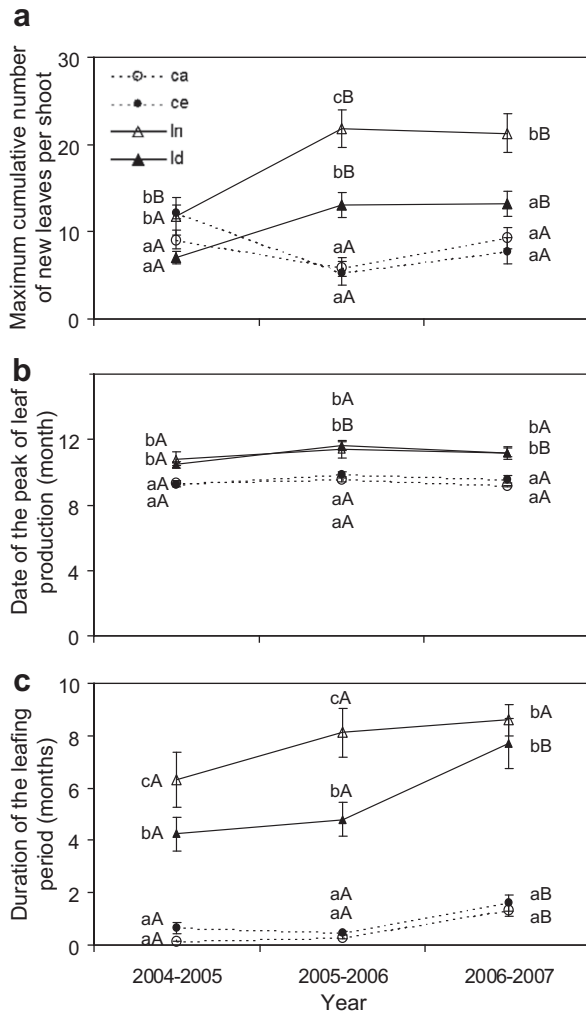 a
Maximum cumulative number
of new leaves per shoot
30
20
10
0
ca
ce
lri
ld
bB
bA
aA
aA
cB
bB
aA
aA
bB
aB
aA
aA
b
Date of the peak of leaf
production (month)
12
8
4
0
bA
bA
aA
aA
bA
bB
aA
aA
bA
bB
aA
aA
c
Duration of the leafing
period (months)
10
8
6
4
2
0
cA
bA
aA
aA
cA
bA
aA
aA
bA
bB
aB
aB
2004-2005
2005-2006
2006-2007
Year